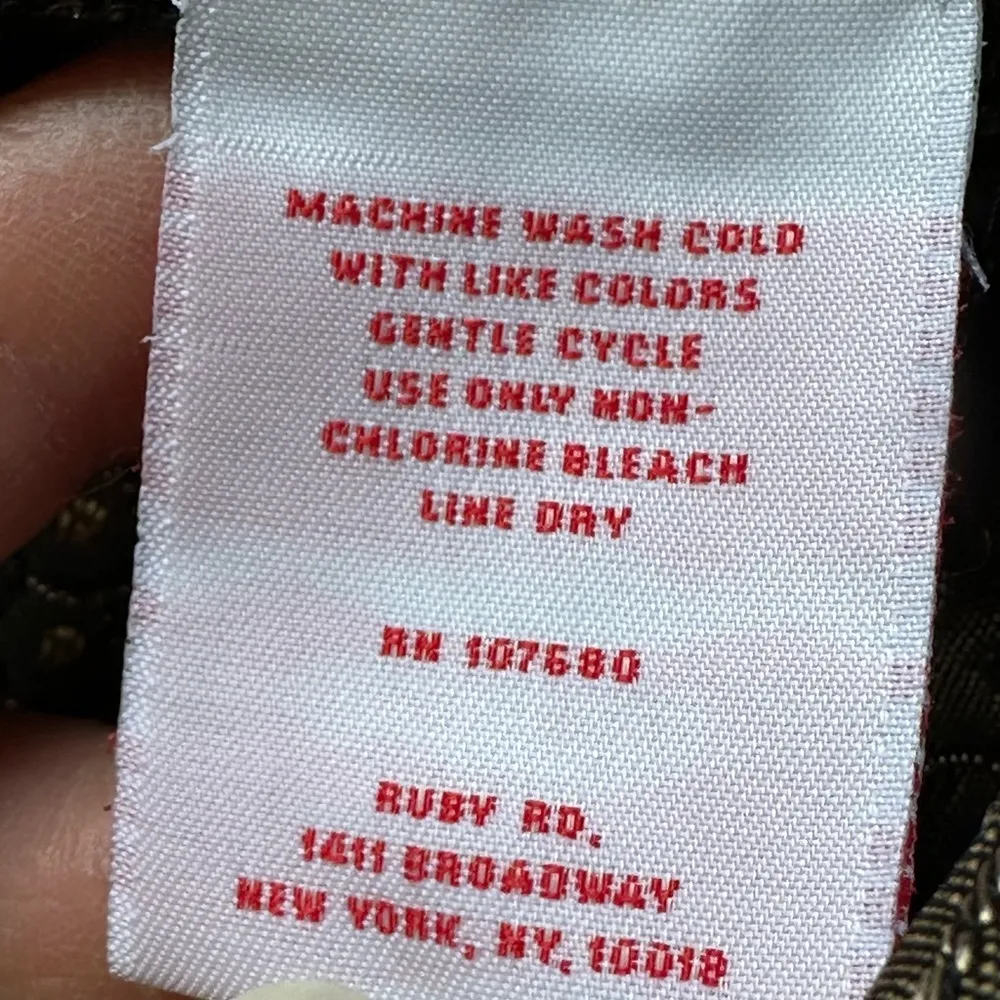 MACHINE WASH COLD
WITH LIKE COLORS
GENTLE CYCLE
USE ONLY NON-
CHLORINE BLEACH
LINE DRY
RN 107680
RUBY RD.
1411 BROADWAY
NEW YORK, NY. 10018